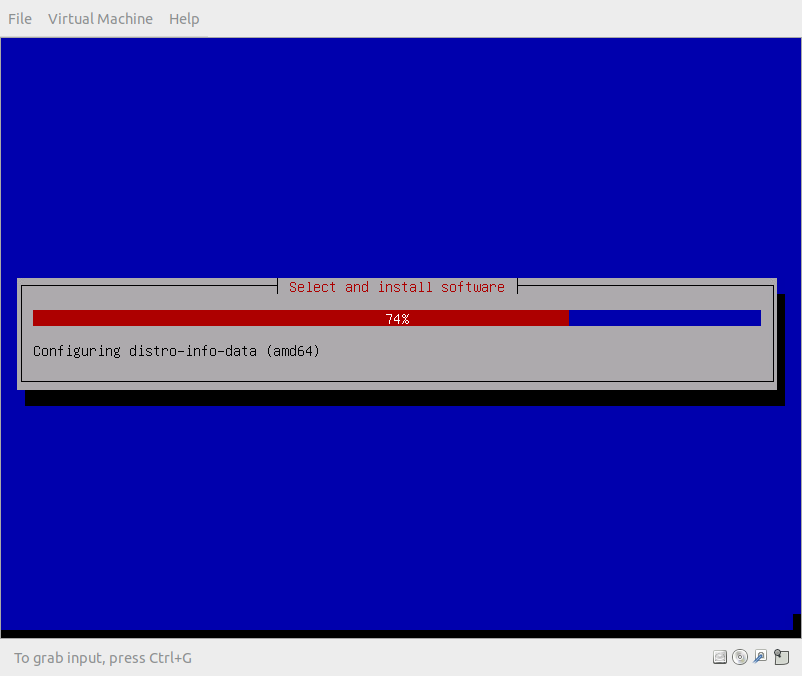 File Virtual Machine Help
Select and install software
74%
Configuring distro-info-data (amd64)
To grab input, press Ctrl+G